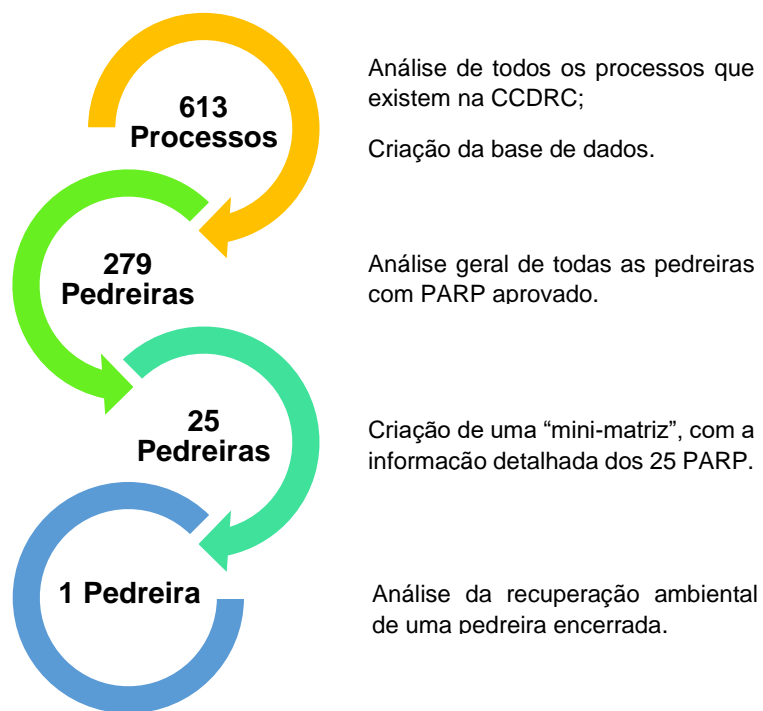 613
Processos
Análise de todos os processos que
existem na CCDRC;
Criação da base de dados.
279
Pedreiras
Análise geral de todas as pedreiras
com PARP aprovado.
25
Pedreiras
Criação de uma “mini-matriz”, com a
informacão detalhada dos 25 PARP.
1 Pedreira
Análise da recuperação ambiental
de uma pedreira encerrada.